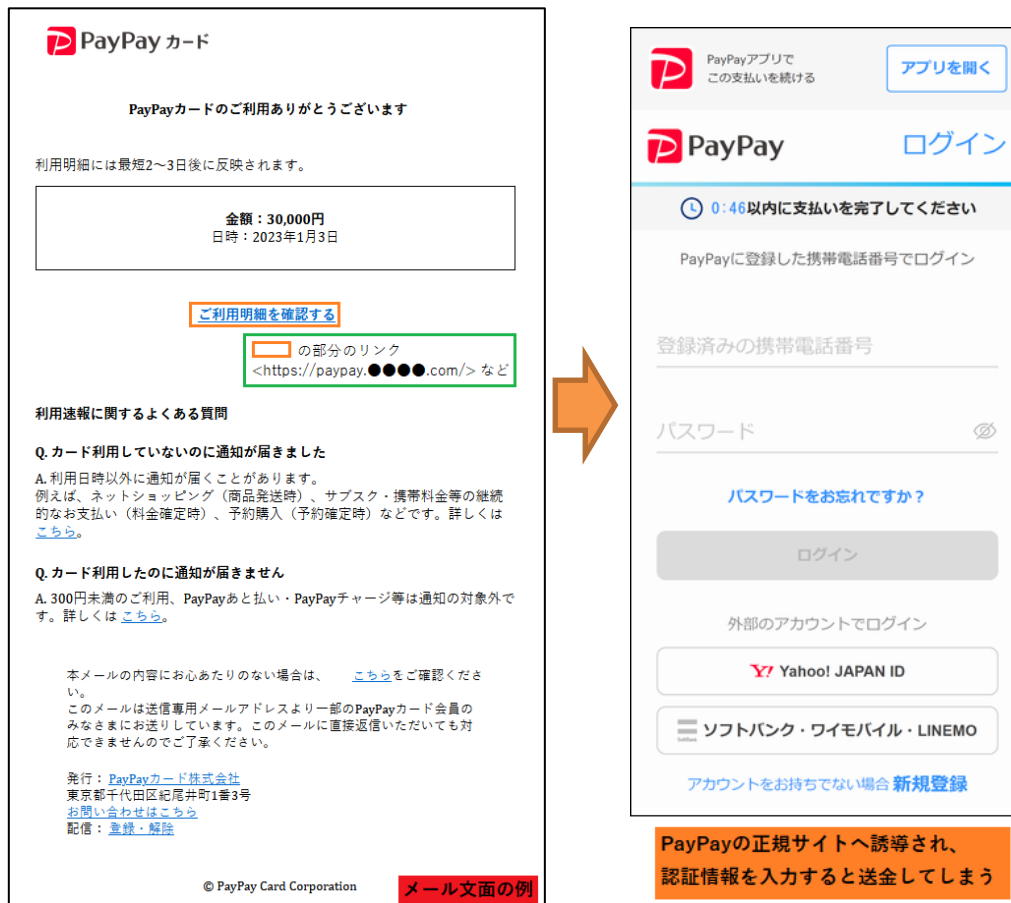 PayPay カード
PayPayカードのご利用ありがとうございます
利用明細には最短2～3日後に反映されます。
金額：30,000円
日時：2023年1月3日
ご利用明細を確認する
の部分のリンク
<https://paypay.●●●●.com/> など
利用速報に関するよくある質問
Q. カード利用していないのに通知が届きました
A. 利用日時以外に通知が届くことがあります。
例えば、ネットショッピング（商品発送時）、サブスク・携帯料金等の継続
的なお支払い（料金確定時）、予約購入（予約確定時）などです。詳しくは
こちら。
Q. カード利用したのに通知が届きません
A. 300円未満のご利用、PayPayあと払い・PayPayチャージ等は通知の対象外で
す。詳しくは こちら。
本メールの内容にお心あたりのない場合は、 こちらをご確認くださ
い。
このメールは送信専用メールアドレスより一部のPayPayカード会員の
みなさまにお送りしています。このメールに直接返信いただいても対
応できませんのでご了承ください。
発行： PayPayカード株式会社
東京都千代田区紀尾井町1番3号
お問い合わせはこちら
配信： 登録・解除
© PayPay Card Corporation
メール文面の例
PayPayアプリで
この支払いを続ける
アプリを開く
PayPay ログイン
0:46以内に支払いを完了してください
PayPayに登録した携帯電話番号でログイン
登録済みの携帯電話番号
パスワード
パスワードをお忘れですか？
ログイン
外部のアカウントでログイン
Y! Yahoo! JAPAN ID
ソフトバンク・ワイモバイル・LINEMO
アカウントをお持ちでない場合 新規登録
PayPayの正規サイトへ誘導され、
認証情報を入力すると送金してしまう